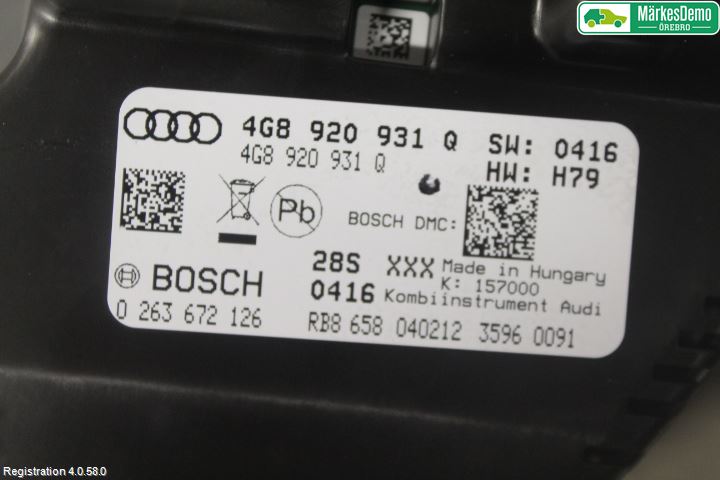 MärkesDemo
ÖREBRO
4G8 920 931 Q SW: 0416
4G8 920 931 Q HW: H79
Pb
BOSCH DMC:
BOSCH
28S XXX Made in Hungary
K: 157000
0416 Kombiinstrument Audi
0 263 672 126 RB8 658 040212 3596 0091
Registration 4.0.58.0